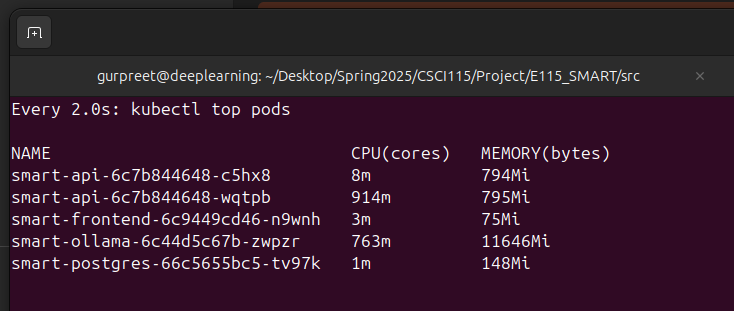 gurpreet@deeplearning: ~/Desktop/Spring2025/CSCI115/Project/E115_SMART/src
Every 2.0s: kubectl top pods
NAME CPU(cores) MEMORY(bytes)
smart-api-6c7b844648-c5hx8 8m 794Mi
smart-api-6c7b844648-wqtpb 914m 795Mi
smart-frontend-6c9449cd46-n9wnh 3m 75Mi
smart-ollama-6c44d5c67b-zwpzr 763m 11646Mi
smart-postgres-66c5655bc5-tv97k 1m 148Mi